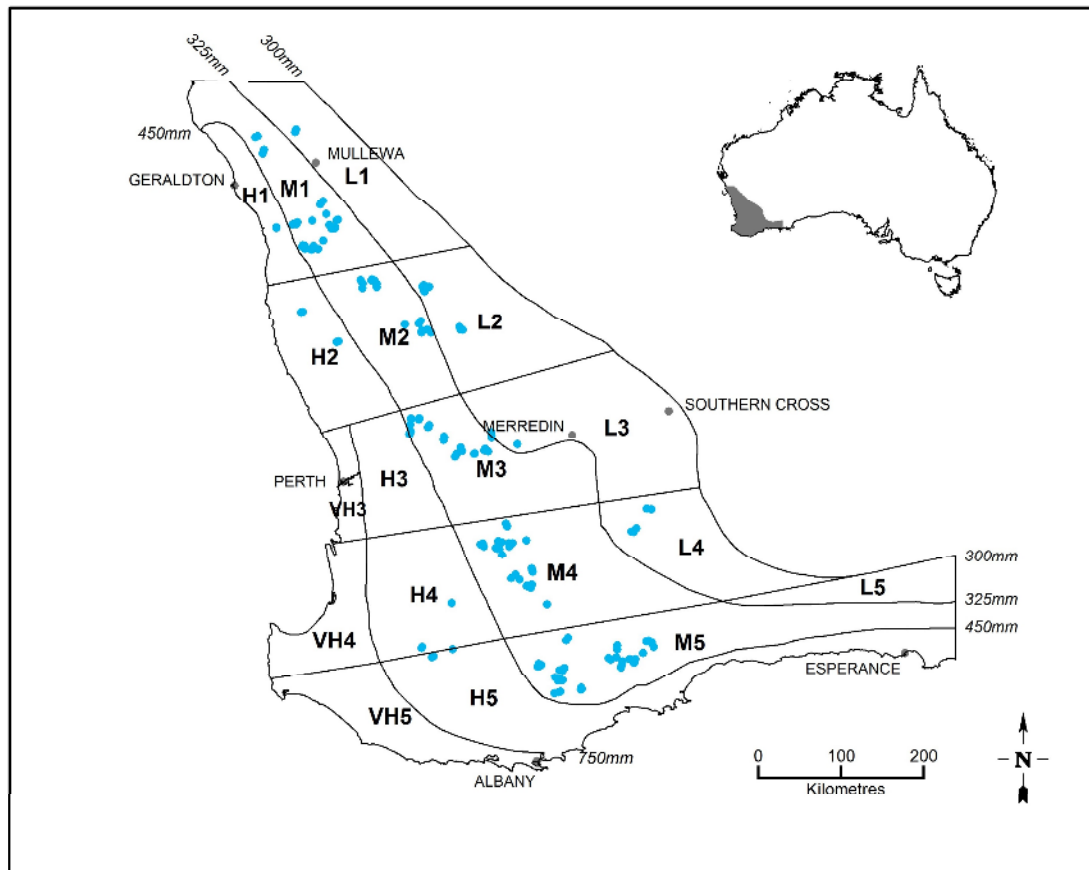 325mm
300mm
450mm
MULLEWA
GERALDTON
H1
M1
L1
H2
M2
L2
SOUTHERN CROSS
MERREDIN
L3
PERTH
H3
M3
VH3
L4
M4
H4
300mm
L5
325mm
450mm
VH4
M5
ESPERANCE
H5
VH5
750mm
ALBANY
0 100 200
Kilometres
N